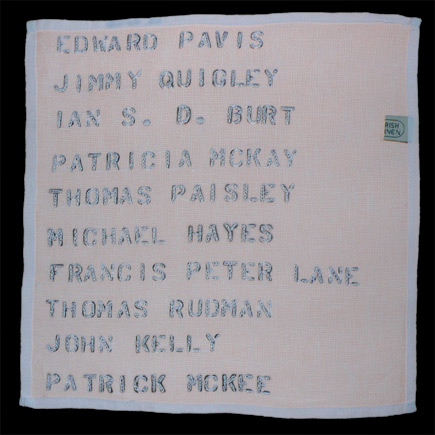 EDWARD PAVIS
JIMMY QUIGLEY
IAN S. D. BURT
PATRICIA MCKAY
THOMAS PAISLEY
MICHAEL HAYES
FRANCIS PETER LANE
THOMAS RUDMAN
JOHN KELLY
PATRICK MCKEE
RISH